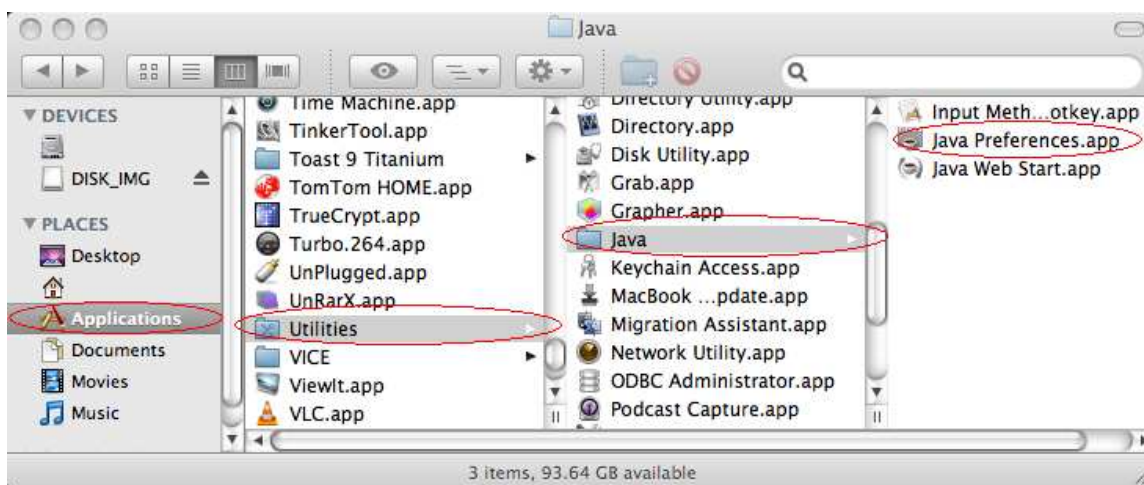 Java
DEVICES
DISK_IMG
PLACES
Desktop
Applications
Documents
Movies
Music
Time Machine.app
TinkerTool.app
Toast 9 Titanium
TomTom HOME.app
TrueCrypt.app
Turbo.264.app
UnPlugged.app
UnRarX.app
Utilities
VICE
ViewIt.app
VLC.app
Directory Utility.app
Directory.app
Disk Utility.app
Grab.app
Grapher.app
Java
Keychain Access.app
MacBook ...pdate.app
Migration Assistant.app
Network Utility.app
ODBC Administrator.app
Podcast Capture.app
Input Meth...otkey.app
Java Preferences.app
Java Web Start.app
3 items, 93.64 GB available